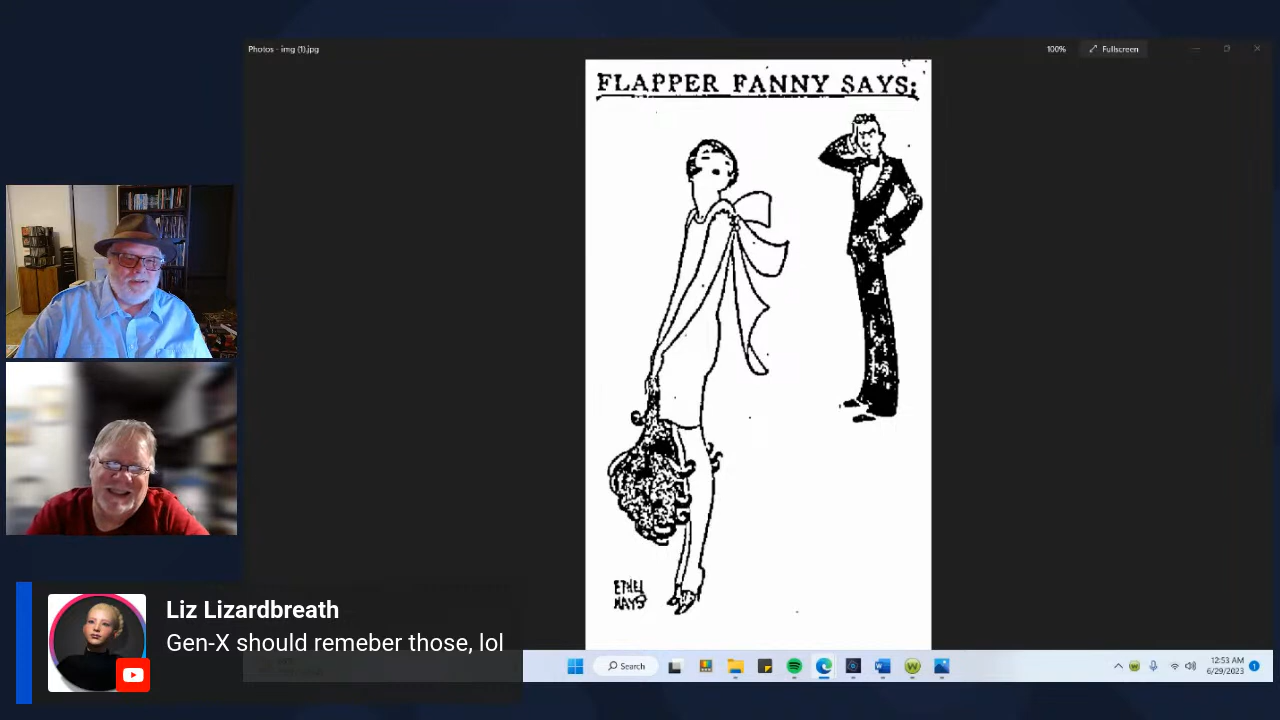 Photos - img (1).jpg
100%
Fullscreen
FLAPPER FANNY SAYS:
ETHEL
HAYS
Liz Lizardbreath
Gen-X should remeber those, lol
Search
12:53 AM
6/29/2023
1